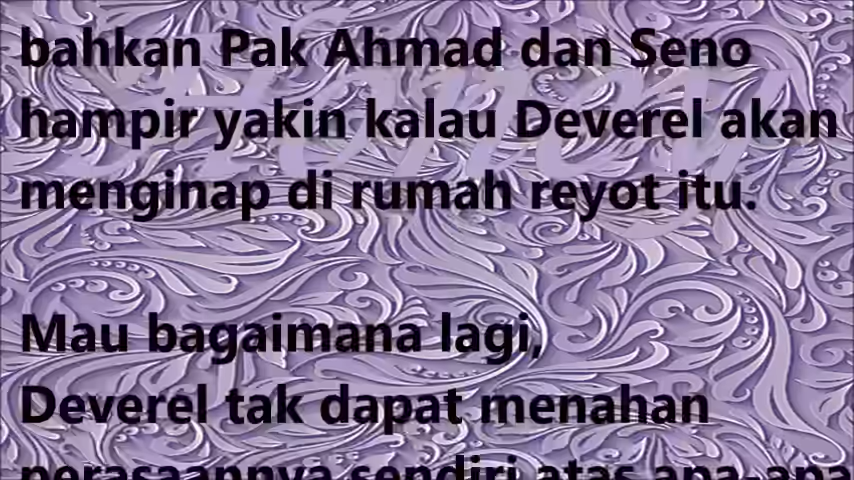 bahkan Pak Ahmad dan Seno
hampir yakin kalau Deverel akan
menginap di rumah reyot itu.
Mau bagaimana lagi,
Deverel tak dapat menahan
perasaannya sendiri atas apa-apa